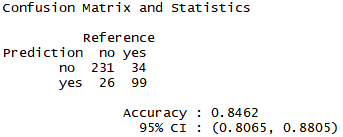 Confusion Matrix and Statistics
Reference
Prediction no yes
no 231 34
yes 26 99
Accuracy : 0.8462
95% CI : (0.8065, 0.8805)